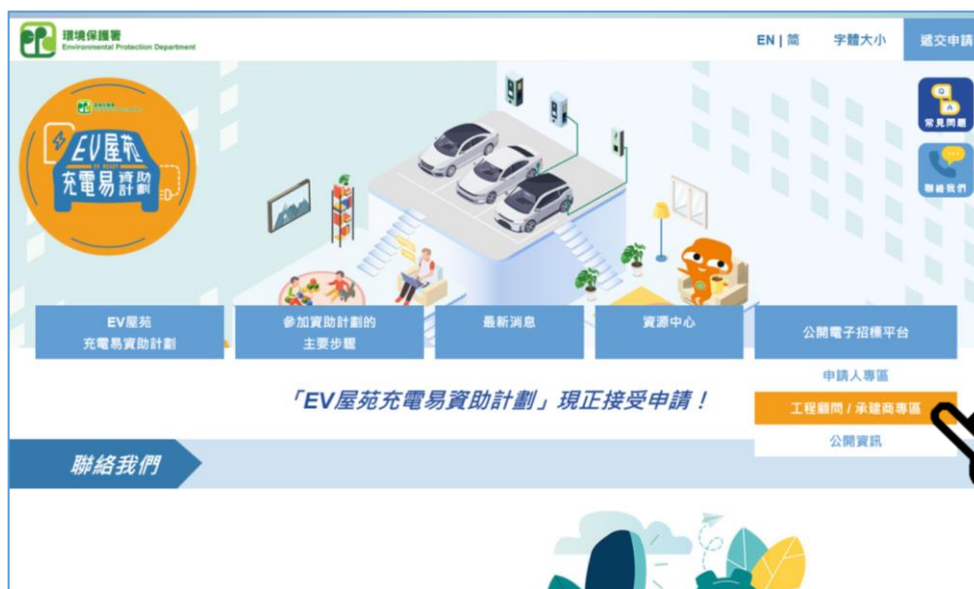 環境保護署
Environmental Protection Department
EN | 简
字體大小
遞交申請
EV屋苑
充電易資助計劃
Q
A
常見問題
聯絡我們
EV屋苑
充電易資助計劃
參加資助計劃的
主要步驟
最新消息
資源中心
公開電子招標平台
申請人專區
「EV屋苑充電易資助計劃」現正接受申請！
工程顧問 / 承建商專區
公開資訊
聯絡我們